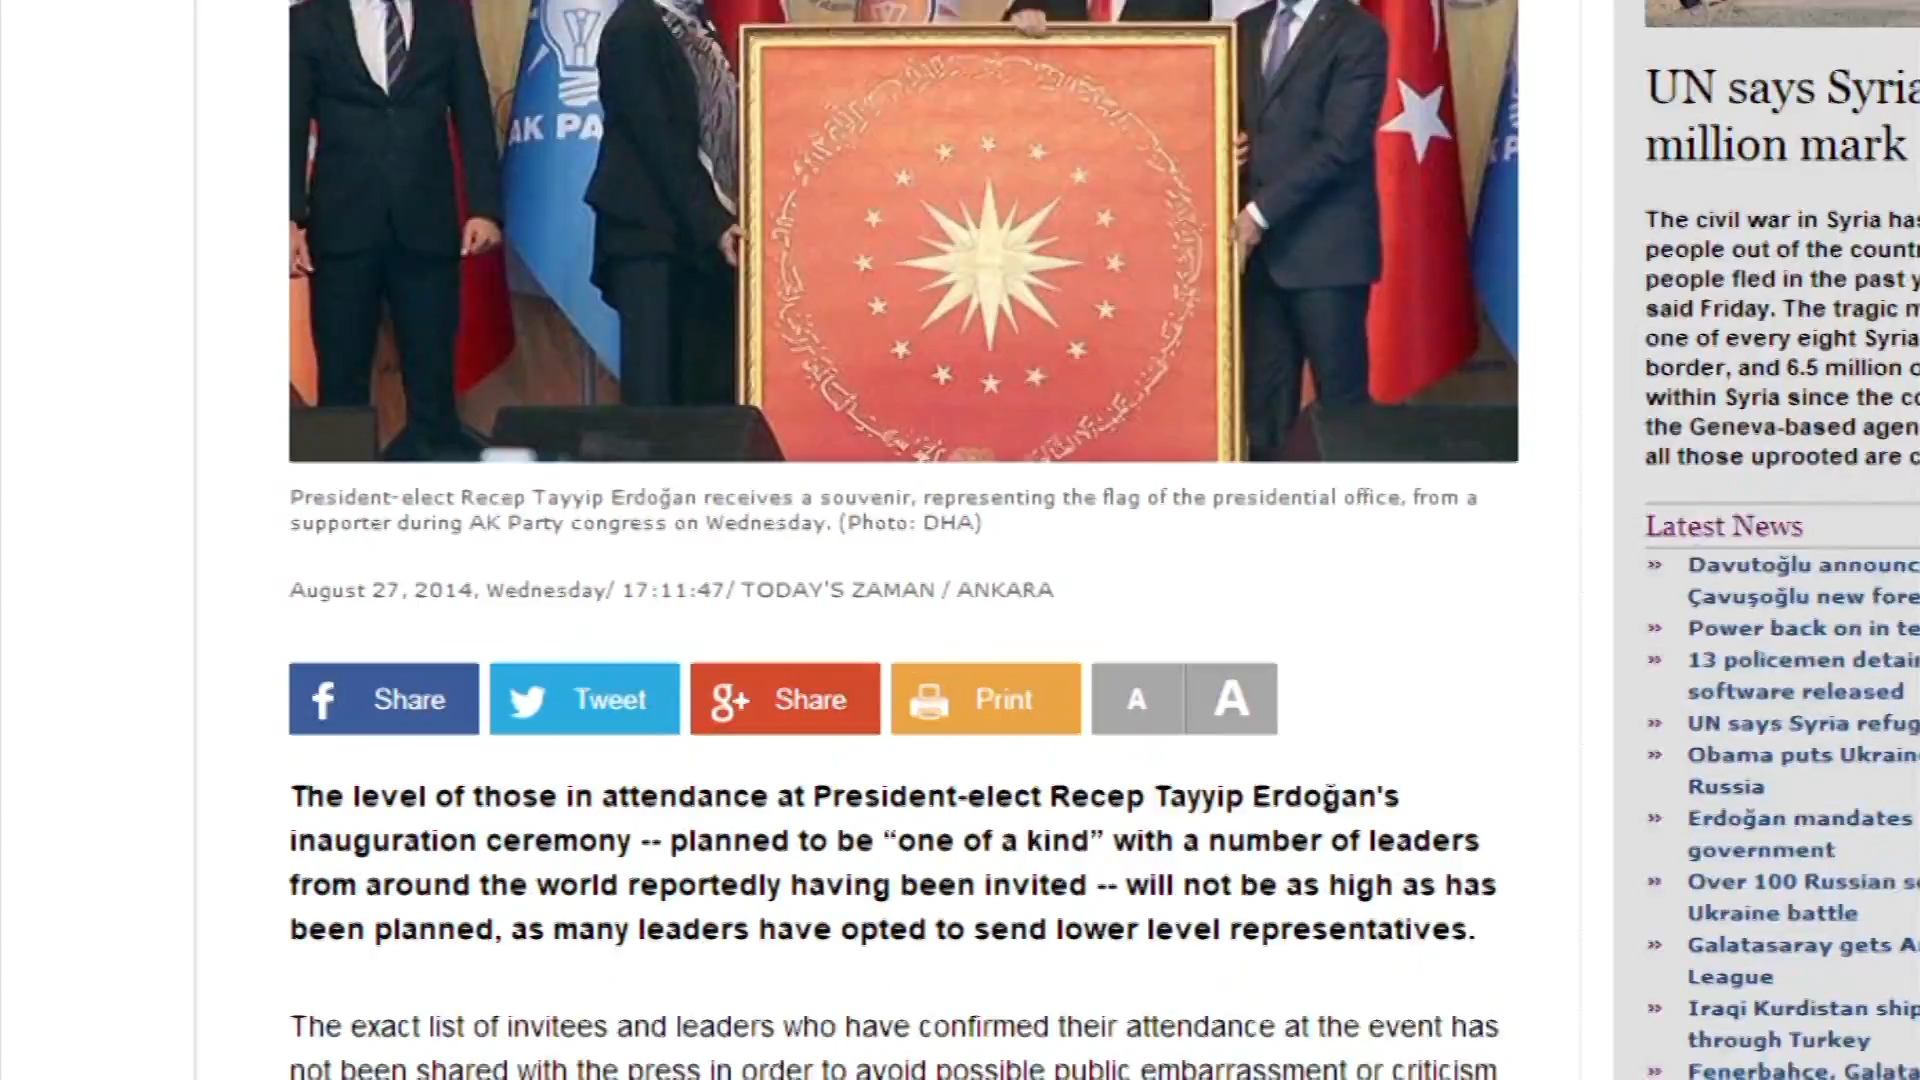 AK PA
President-elect Recep Tayyip Erdoğan receives a souvenir, representing the flag of the presidential office, from a
supporter during AK Party congress on Wednesday. (Photo: DHA)
August 27, 2014, Wednesday/ 17:11:47/ TODAY'S ZAMAN / ANKARA
Share
Tweet
g+ Share
Print
A A
The level of those in attendance at President-elect Recep Tayyip Erdoğan's
inauguration ceremony -- planned to be “one of a kind” with a number of leaders
from around the world reportedly having been invited -- will not be as high as has
been planned, as many leaders have opted to send lower level representatives.
The exact list of invitees and leaders who have confirmed their attendance at the event has
not been shared with the press in order to avoid possible public embarrassment or criticism
UN says Syria
million mark
The civil war in Syria has
people out of the countr
people fled in the past y
said Friday. The tragic m
one of every eight Syria
border, and 6.5 million o
within Syria since the co
the Geneva-based agen
all those uprooted are c
Latest News
» Davutoğlu announc
Çavuşoğlu new fore
» Power back on in te
» 13 policemen detain
software released
» UN says Syria refug
» Obama puts Ukraine
Russia
» Erdoğan mandates
government
» Over 100 Russian so
Ukraine battle
» Galatasaray gets A
League
» Iraqi Kurdistan ship
through Turkey
» Fenerbahçe, Galata